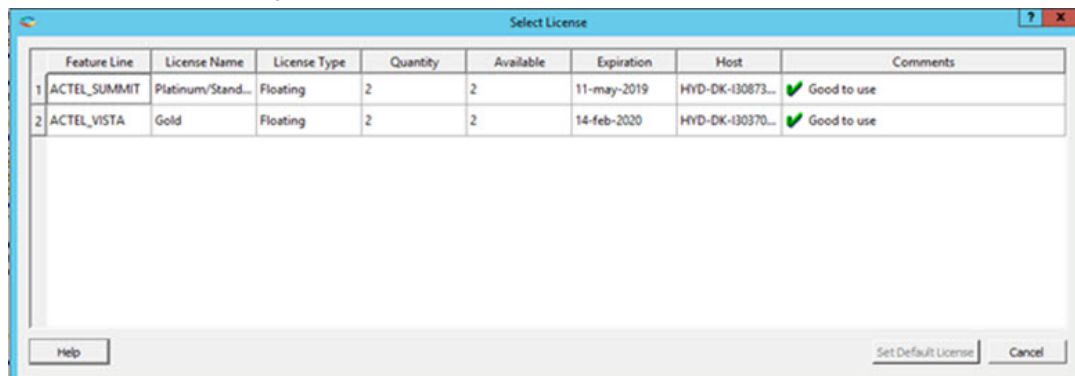 Select License
? X
Feature Line License Name License Type Quantity Available Expiration Host Comments
1 ACTEL_SUMMIT Platinum/Stand... Floating 2 2 11-may-2019 HYD-DK-I30873... Good to use
2 ACTEL_VISTA Gold Floating 2 2 14-feb-2020 HYD-DK-I30370... Good to use
Help Set Default License Cancel